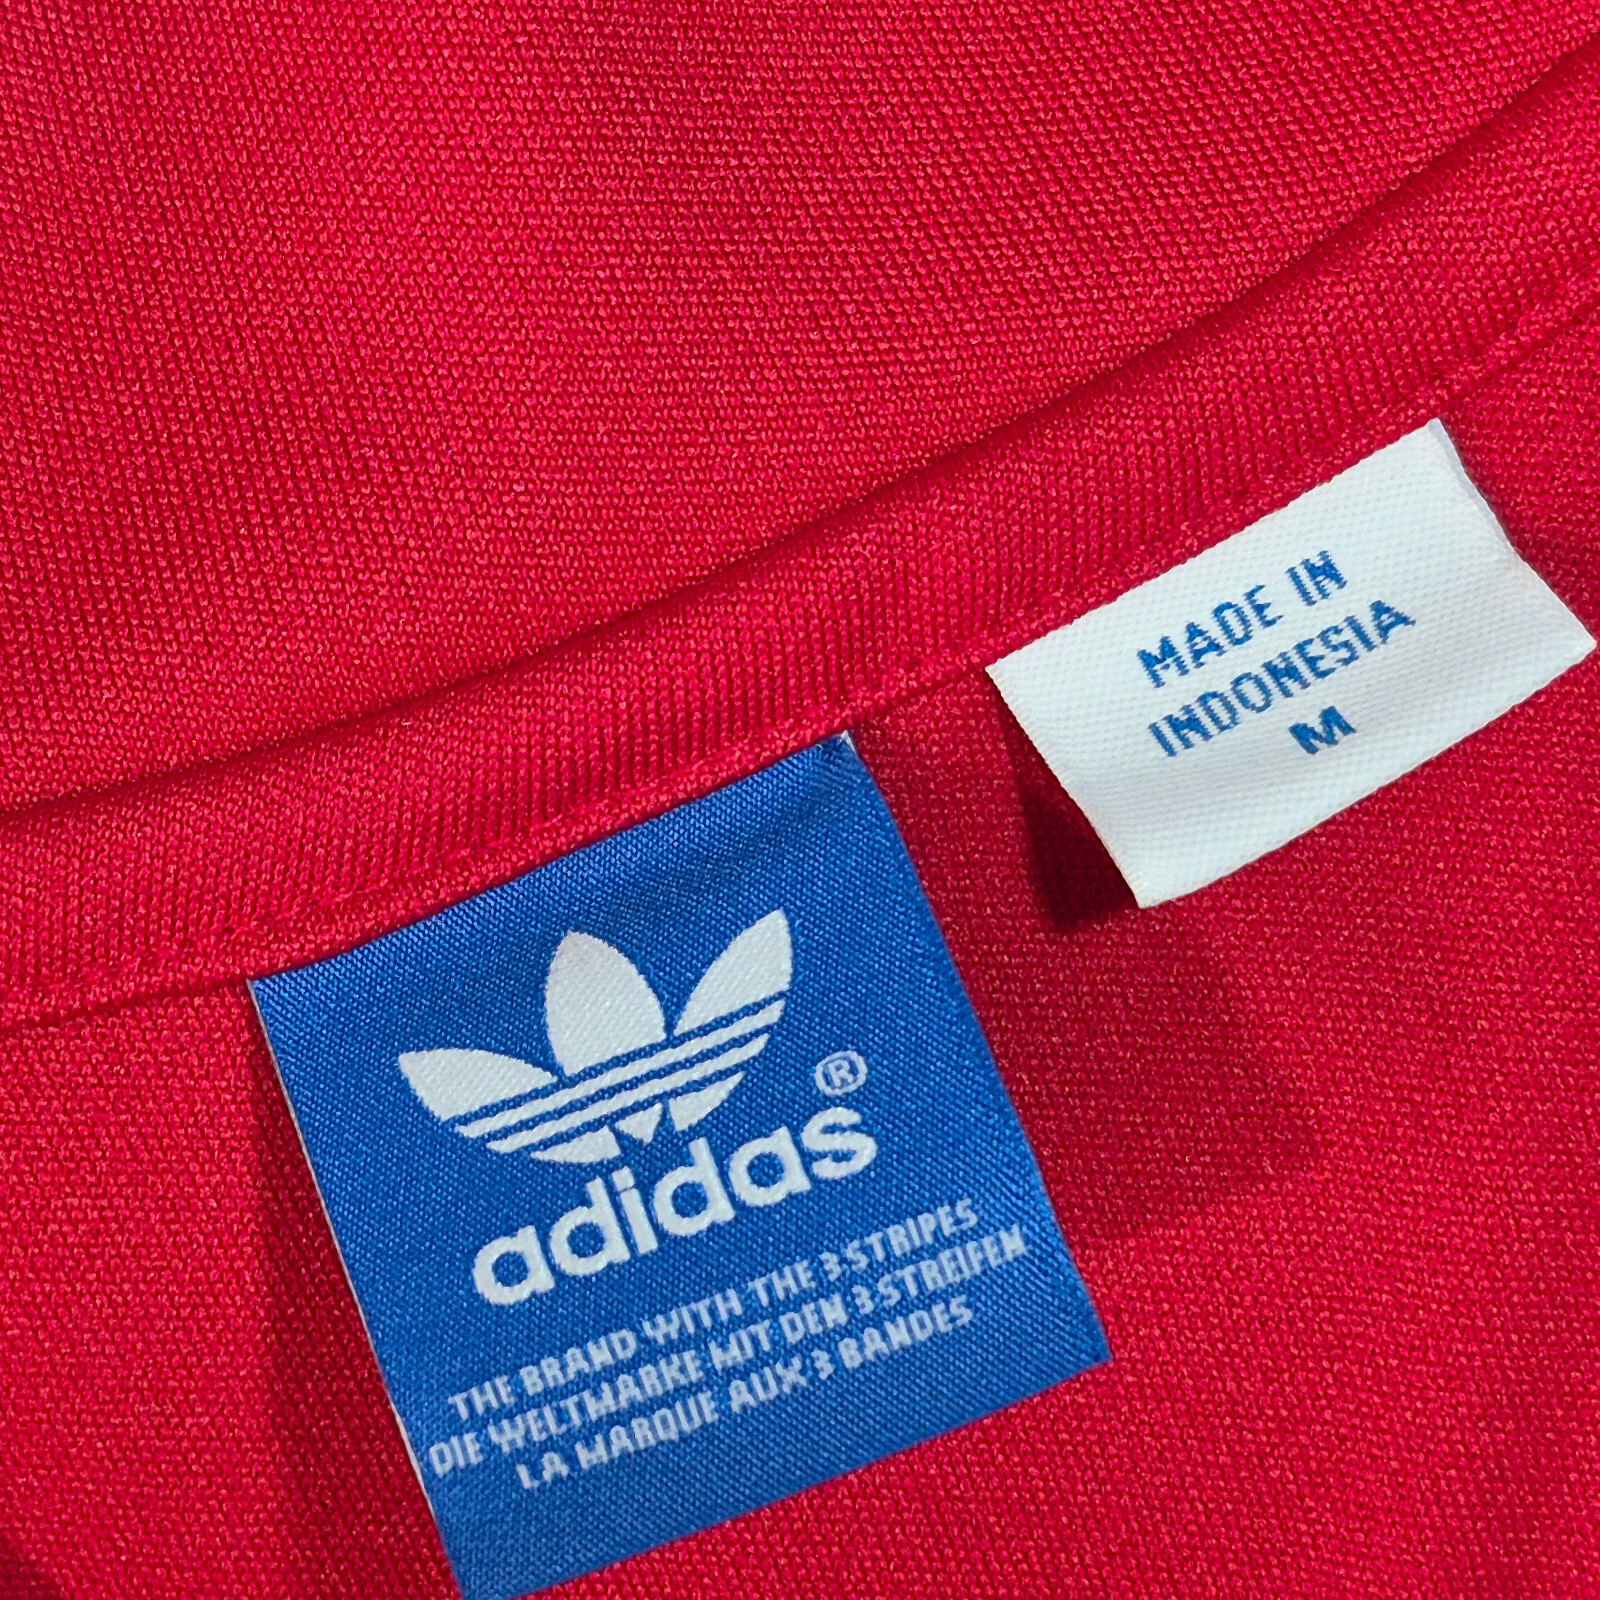 MADE IN
INDONESIA
M
®
adidas
THE BRAND WITH THE 3-STRIPES
DIE WELTMARKE MIT DEN 3 STREIFEN
LA MARQUE AUX 3 BANDES